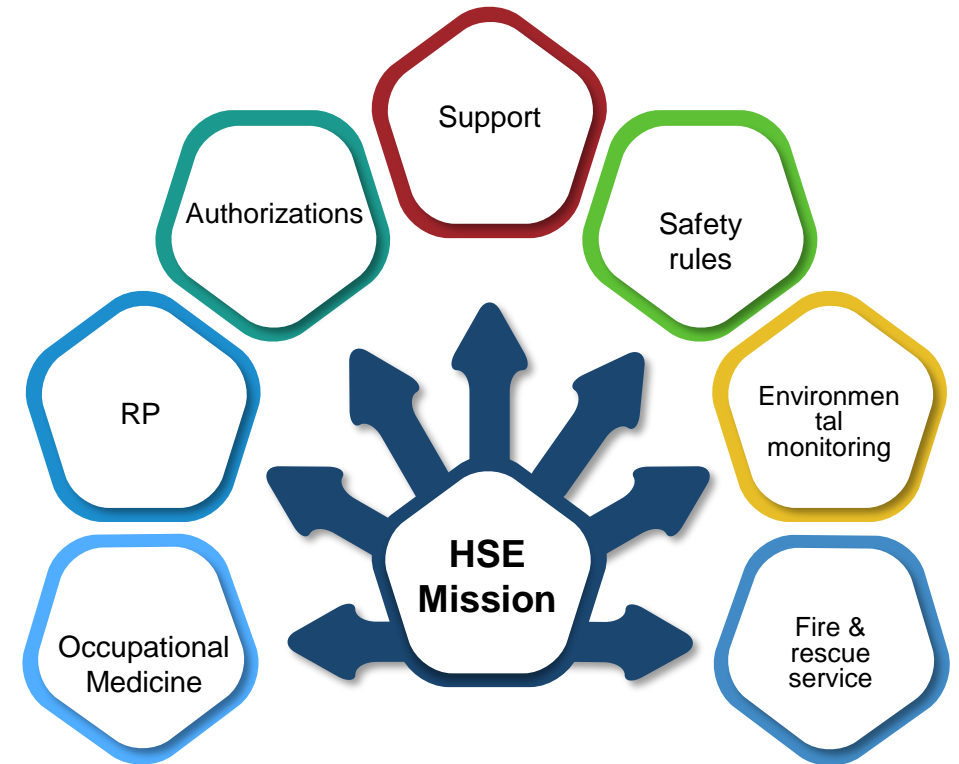 Support
Authorizations
Safety
rules
RP
Environmen
tal
monitoring
HSE
Mission
Occupational
Medicine
Fire &
rescue
service